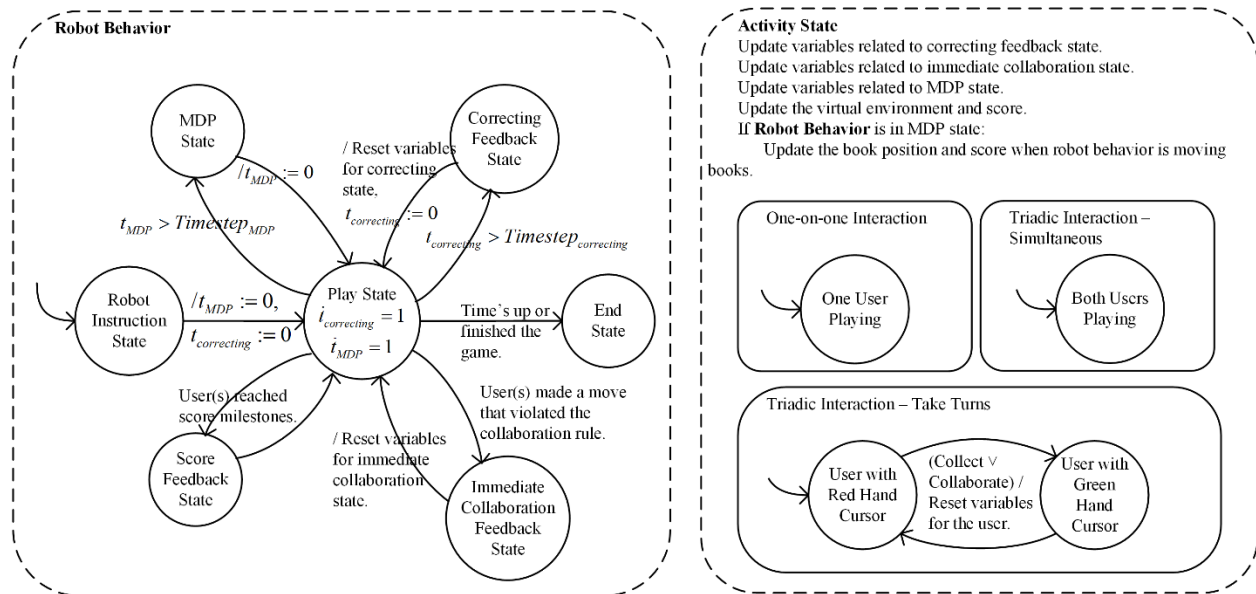 Robot Behavior
MDP
State
Correcting
Feedback
State
/ Reset variables
for correcting
state,
t_correcting := 0
/t_MDP := 0
t_MDP > Timestep_MDP
t_correcting > Timestep_correcting
Robot
Instruction
State
/t_MDP := 0,
t_correcting := 0
Play State
ṫ_correcting = 1
ṫ_MDP = 1
Time's up or
finished the
game.
End
State
User(s) reached
score milestones.
Score
Feedback
State
/ Reset variables
for immediate
collaboration
state.
User(s) made a move
that violated the
collaboration rule.
Immediate
Collaboration
Feedback
State
Activity State
Update variables related to correcting feedback state.
Update variables related to immediate collaboration state.
Update variables related to MDP state.
Update the virtual environment and score.
If Robot Behavior is in MDP state:
Update the book position and score when robot behavior is moving
books.
One-on-one Interaction
One User
Playing
Triadic Interaction –
Simultaneous
Both Users
Playing
Triadic Interaction – Take Turns
User with
Red Hand
Cursor
(Collect ∨
Collaborate) /
Reset variables
for the user.
User with
Green
Hand
Cursor